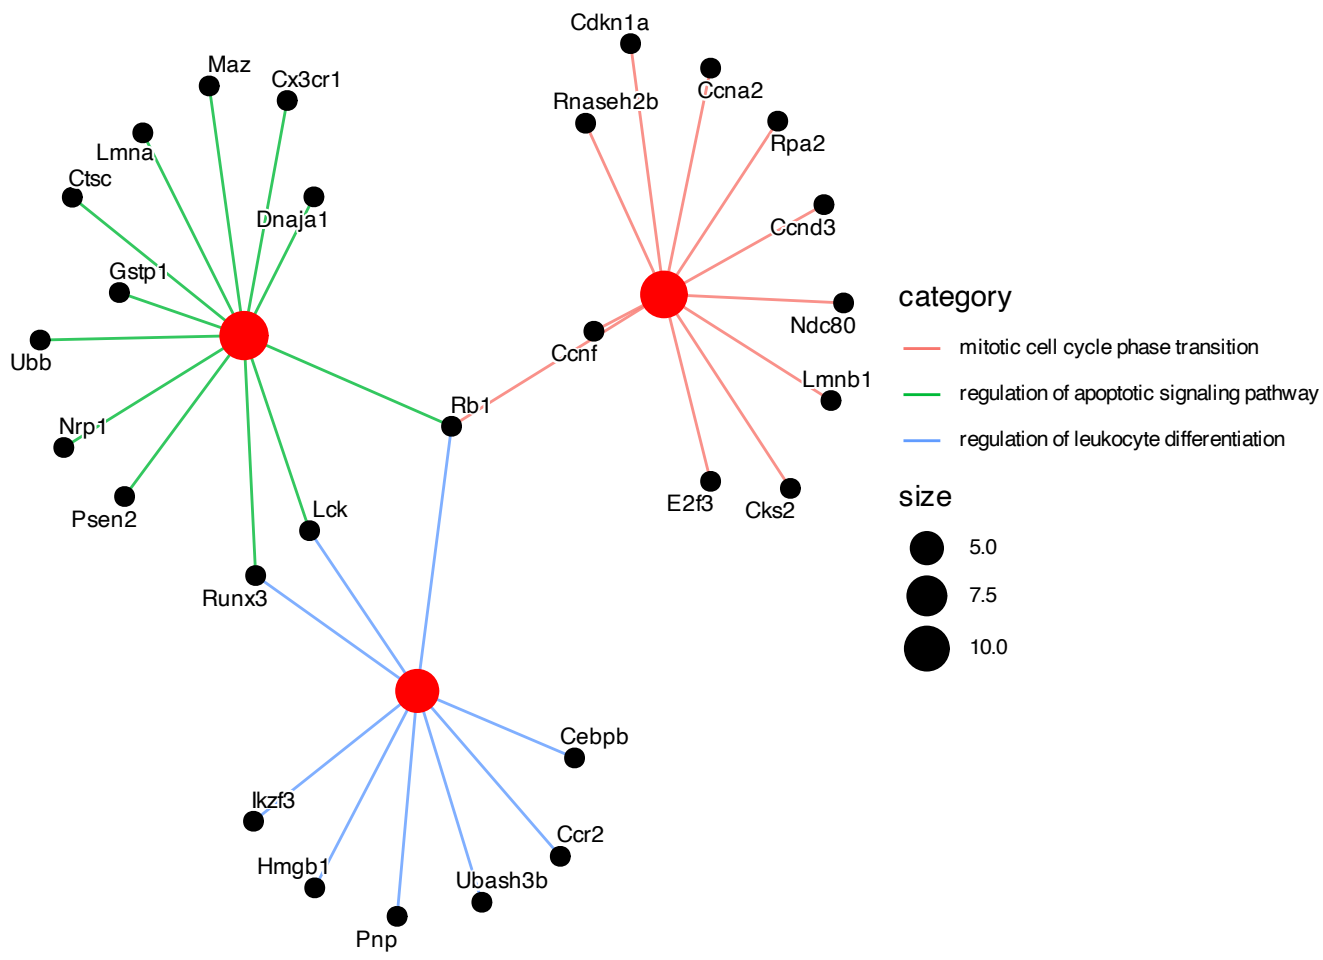 Cdkn1a
Maz
Cx3cr1
Ccna2
Rnaseh2b
Rpa2
Lmna
Ctsc
Dnaja1
Ccnd3
Gstp1
category
Ndc80
mitotic cell cycle phase transition
Ccnf
Ubb
Lmnb1
regulation of apoptotic signaling pathway
Rb1
Nrp1
regulation of leukocyte differentiation
size
E2f3
Cks2
Lck
Psen2
5.0
Runx3
7.5
10.0
Cebpb
Ikzf3
Ccr2
Hmgb1
Ubash3b
Pnp